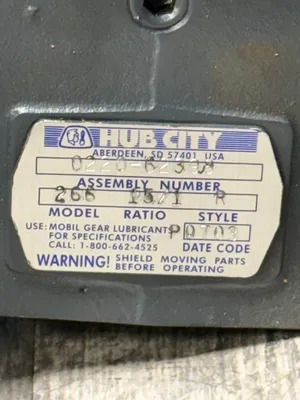 HUB CITY
ABERDEEN, SD 57401 USA
ASSEMBLY NUMBER
266 15/1 R
MODEL RATIO STYLE
USE: MOBIL GEAR LUBRICANTS
FOR SPECIFICATIONS
CALL: 1-800-662-4525
DATE CODE
WARNING! SHIELD MOVING PARTS
BEFORE OPERATING